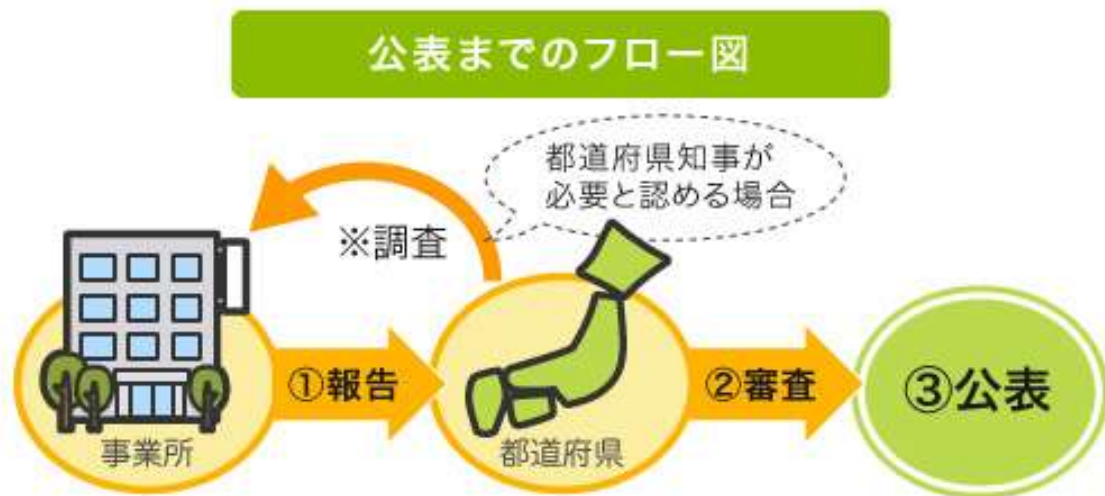 公表までのフロー図
都道府県知事が
必要と認める場合
※調査
①報告
②審査
③公表
事業所
都道府県